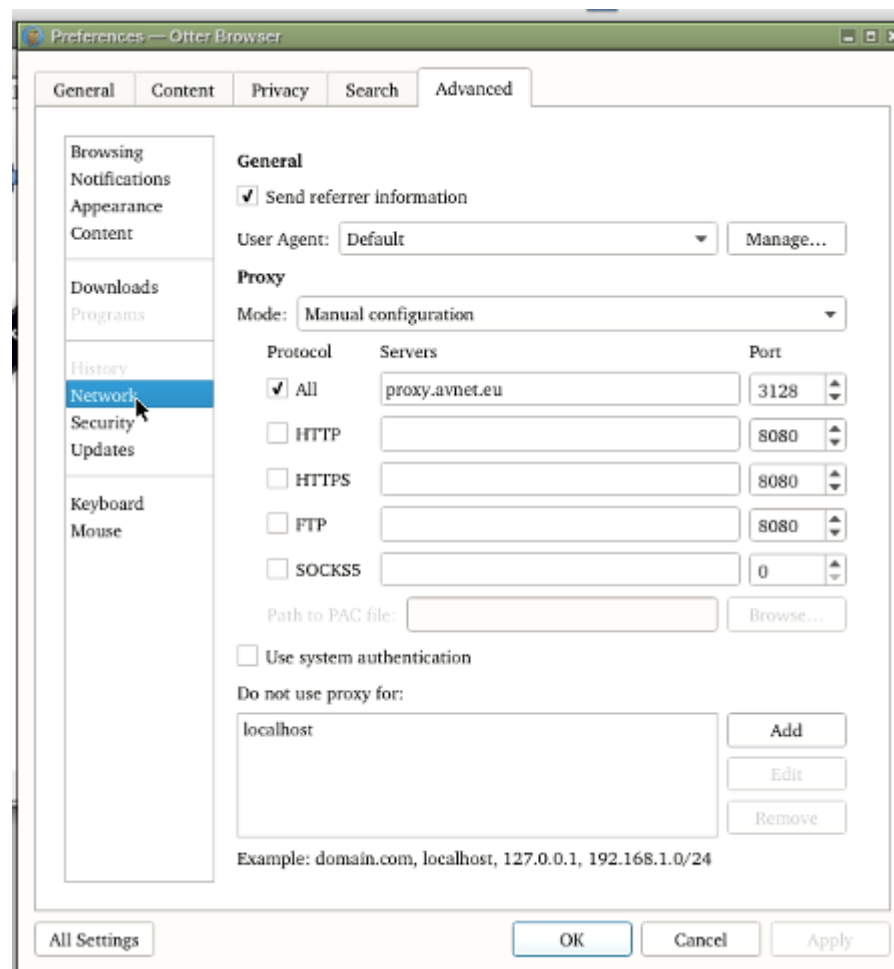 Preferences — Otter Browser
General Content Privacy Search Advanced
Browsing
Notifications
Appearance
Content
Downloads
Programs
History
Network
Security
Updates
Keyboard
Mouse
General
Send referrer information
User Agent: Default Manage...
Proxy
Mode: Manual configuration
Protocol Servers Port
All proxy.avnet.eu 3128
HTTP 8080
HTTPS 8080
FTP 8080
SOCKS5 0
Path to PAC file: Browse...
Use system authentication
Do not use proxy for:
localhost
Add
Edit
Remove
Example: domain.com, localhost, 127.0.0.1, 192.168.1.0/24
All Settings OK Cancel Apply